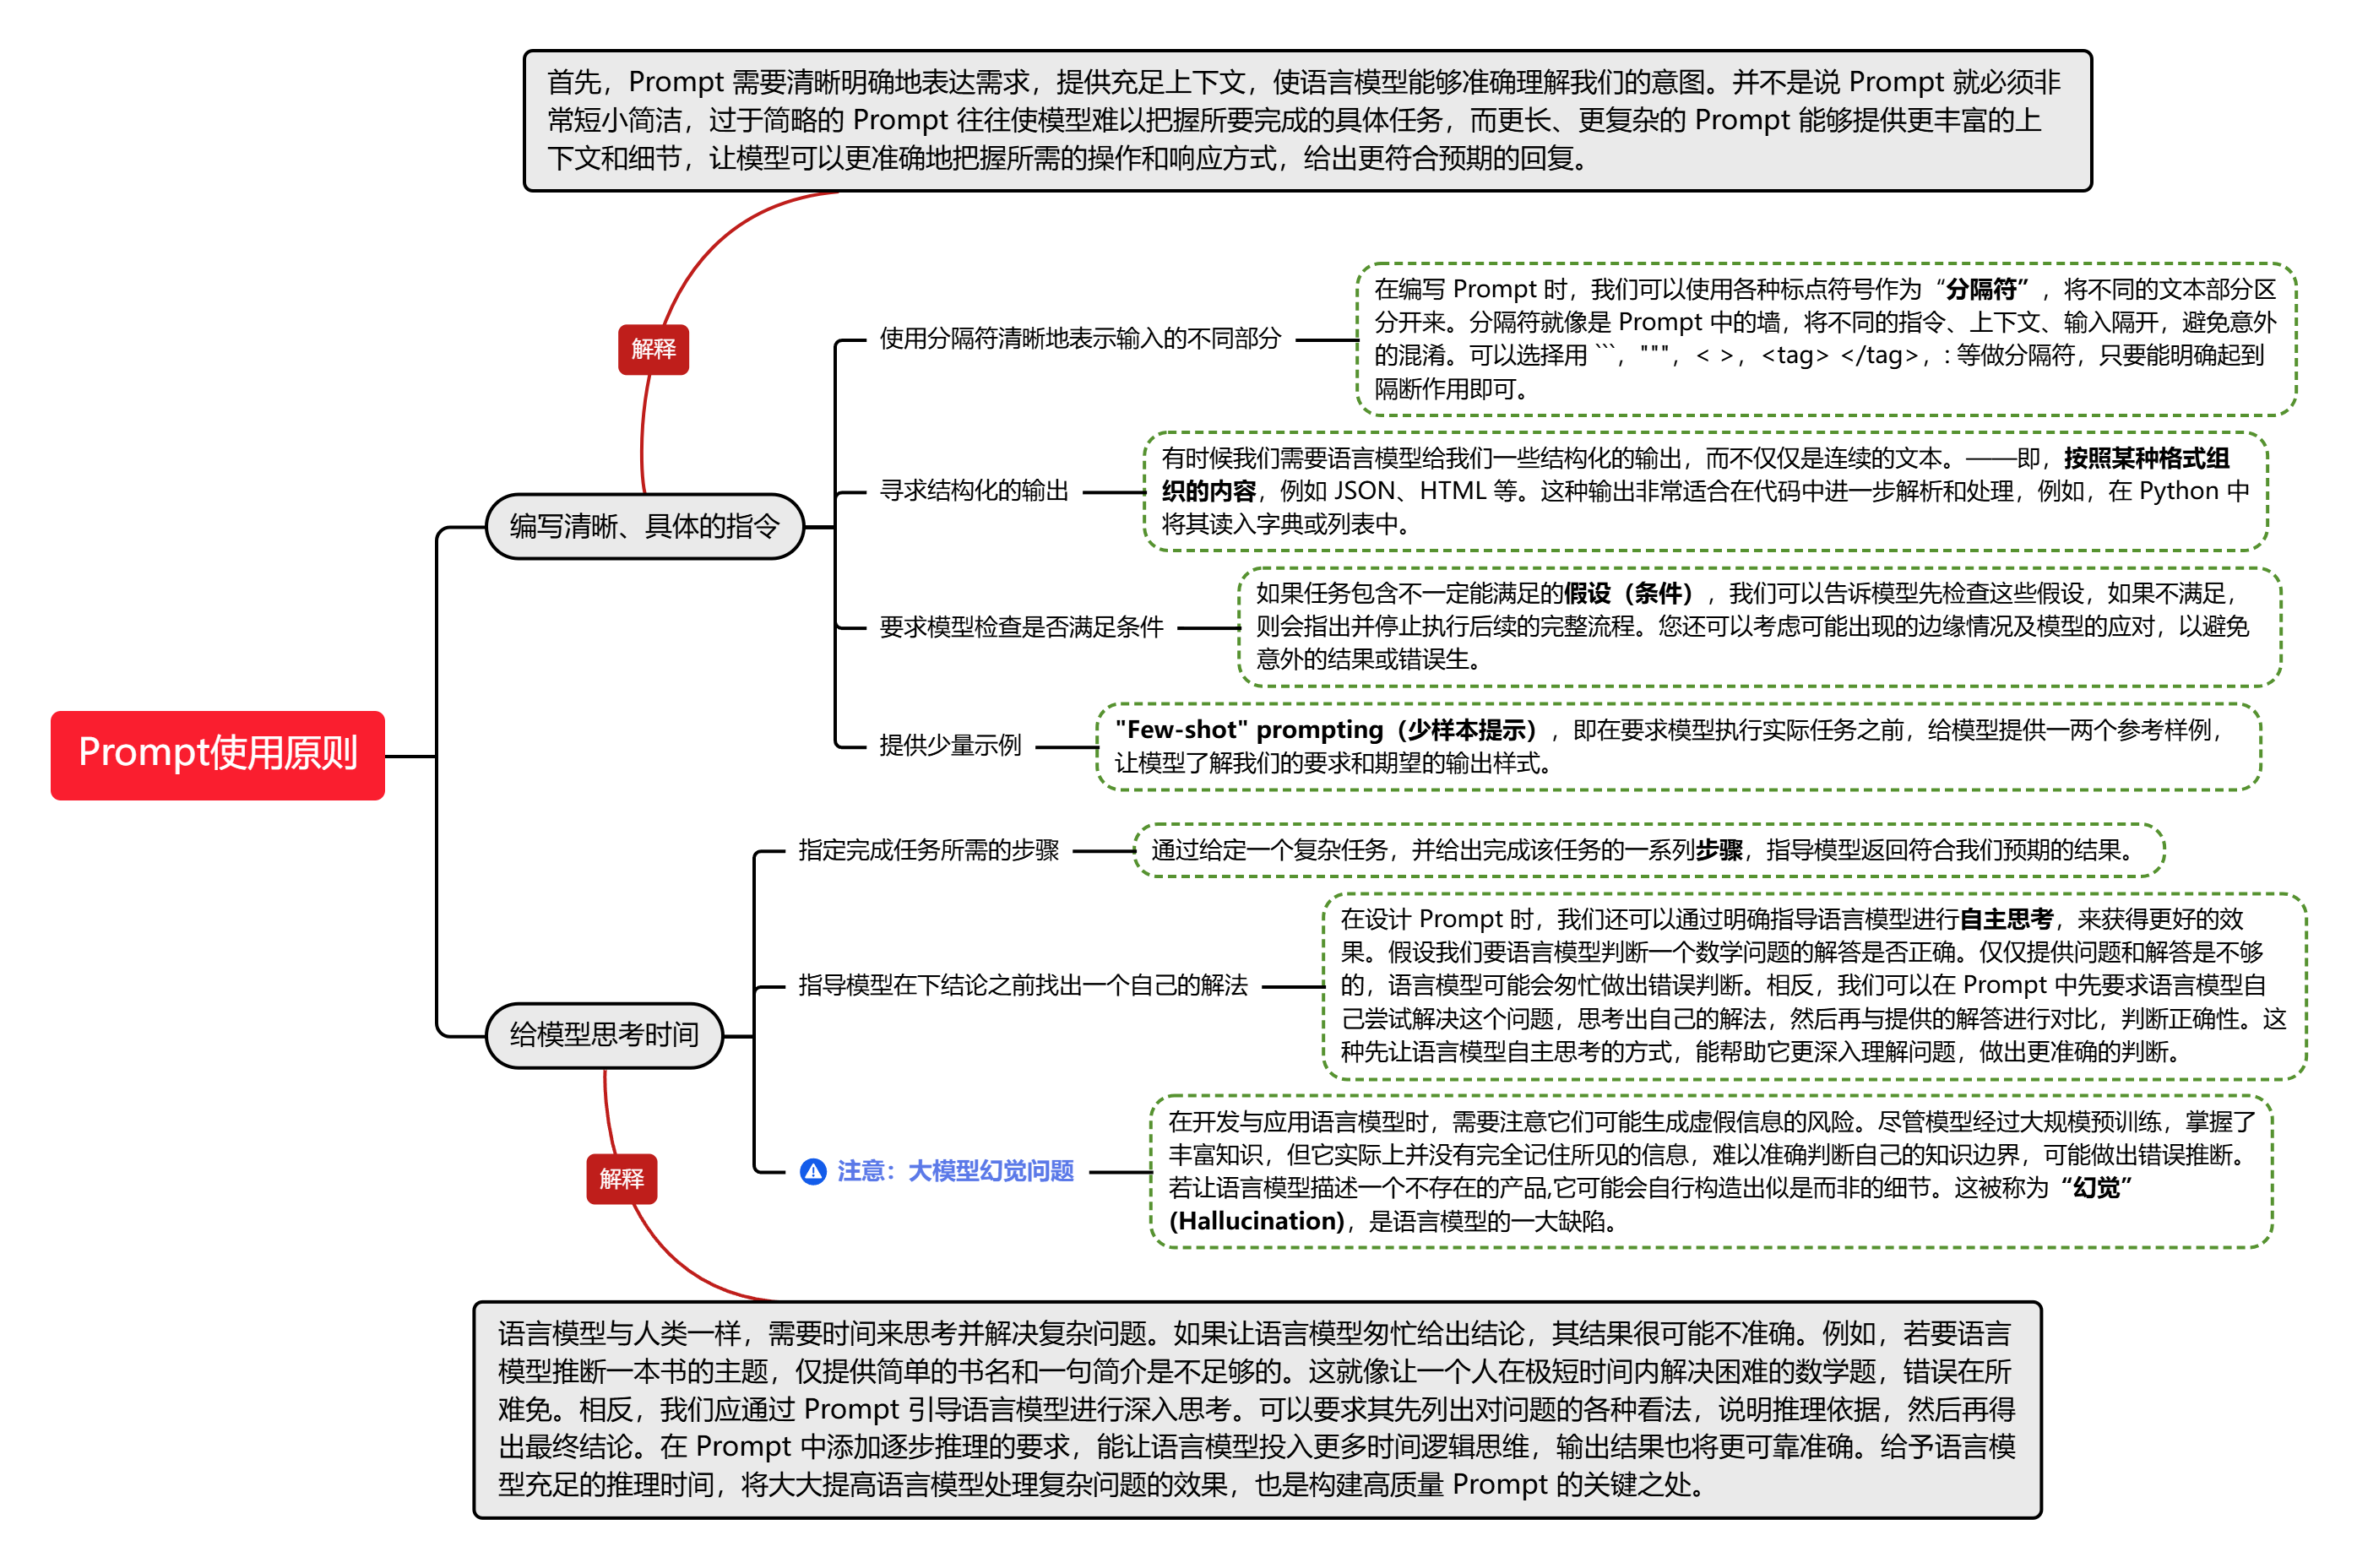 首先，Prompt 需要清晰明确地表达需求，提供充足上下文，使语言模型能够准确理解我们的意图。并不是说 Prompt 就必须非
常短小简洁，过于简略的 Prompt 往往使模型难以把握所要完成的具体任务，而更长、更复杂的 Prompt 能够提供更丰富的上
下文和细节，让模型可以更准确地把握所需的操作和响应方式，给出更符合预期的回复。
解释
Prompt使用原则
编写清晰、具体的指令
使用分隔符清晰地表示输入的不同部分
在编写 Prompt 时，我们可以使用各种标点符号作为“分隔符”，将不同的文本部分区
分开来。分隔符就像是 Prompt 中的墙，将不同的指令、上下文、输入隔开，避免意外
的混淆。可以选择用 ```，"""，< >，<tag> </tag>，: 等做分隔符，只要能明确起到
隔断作用即可。
寻求结构化的输出
有时候我们需要语言模型给我们一些结构化的输出，而不仅仅是连续的文本。——即，按照某种格式组
织的内容，例如 JSON、HTML 等。这种输出非常适合在代码中进一步解析和处理，例如，在 Python 中
将其读入字典或列表中。
要求模型检查是否满足条件
如果任务包含不一定能满足的假设（条件），我们可以告诉模型先检查这些假设，如果不满足，
则会指出并停止执行后续的完整流程。您还可以考虑可能出现的边缘情况及模型的应对，以避免
意外的结果或错误生。
提供少量示例
"Few-shot" prompting（少样本提示），即在要求模型执行实际任务之前，给模型提供一两个参考样例，
让模型了解我们的要求和期望的输出样式。
给模型思考时间
指定完成任务所需的步骤
通过给定一个复杂任务，并给出完成该任务的一系列步骤，指导模型返回符合我们预期的结果。
指导模型在下结论之前找出一个自己的解法
在设计 Prompt 时，我们还可以通过明确指导语言模型进行自主思考，来获得更好的效
果。假设我们要语言模型判断一个数学问题的解答是否正确。仅仅提供问题和解答是不够
的，语言模型可能会匆忙做出错误判断。相反，我们可以在 Prompt 中先要求语言模型自
己尝试解决这个问题，思考出自己的解法，然后再与提供的解答进行对比，判断正确性。这
种先让语言模型自主思考的方式，能帮助它更深入理解问题，做出更准确的判断。
注意：大模型幻觉问题
在开发与应用语言模型时，需要注意它们可能生成虚假信息的风险。尽管模型经过大规模预训练，掌握了
丰富知识，但它实际上并没有完全记住所见的信息，难以准确判断自己的知识边界，可能做出错误推断。
若让语言模型描述一个不存在的产品,它可能会自行构造出似是而非的细节。这被称为“幻觉”
(Hallucination)，是语言模型的一大缺陷。
解释
语言模型与人类一样，需要时间来思考并解决复杂问题。如果让语言模型匆忙给出结论，其结果很可能不准确。例如，若要语言
模型推断一本书的主题，仅提供简单的书名和一句简介是不足够的。这就像让一个人在极短时间内解决困难的数学题，错误在所
难免。相反，我们应通过 Prompt 引导语言模型进行深入思考。可以要求其先列出对问题的各种看法，说明推理依据，然后再得
出最终结论。在 Prompt 中添加逐步推理的要求，能让语言模型投入更多时间逻辑思维，输出结果也将更可靠准确。给予语言模
型充足的推理时间，将大大提高语言模型处理复杂问题的效果，也是构建高质量 Prompt 的关键之处。